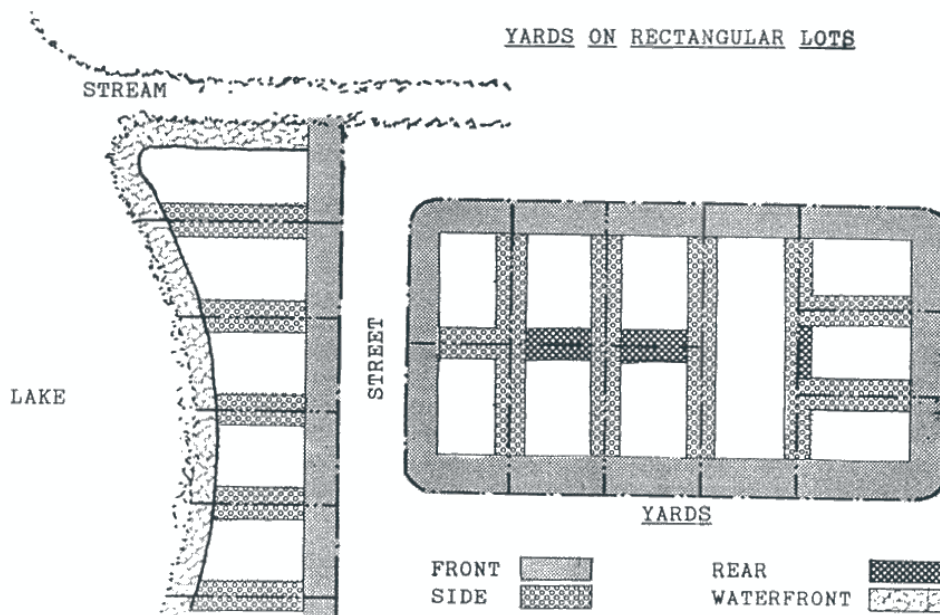 YARDS ON RECTANGULAR LOTS
STREAM
STREET
LAKE
YARDS
FRONT
REAR
SIDE
WATERFRONT